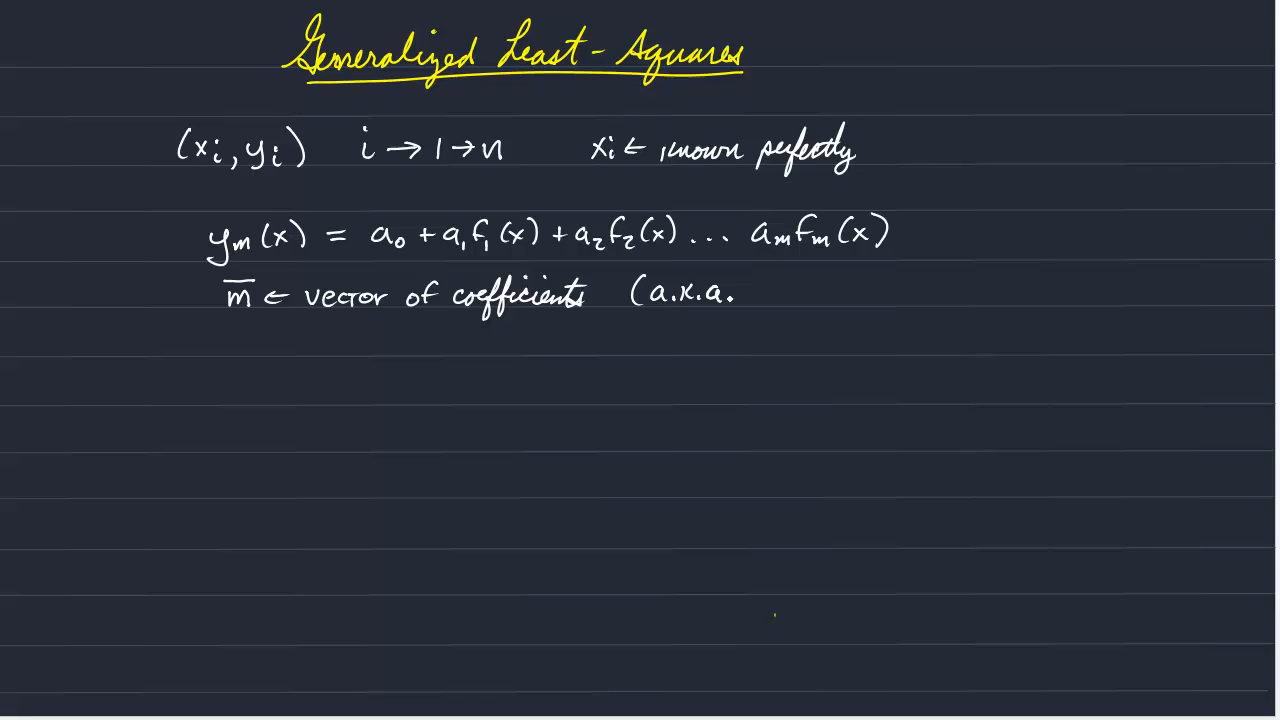 Generalized Least-Squares
(xi, yi) i → 1 → n xi ← known perfectly
ym(x) = a0 + a1f1(x) + a2f2(x) ... amfm(x)
m̅ ← vector of coefficients (a.k.a.